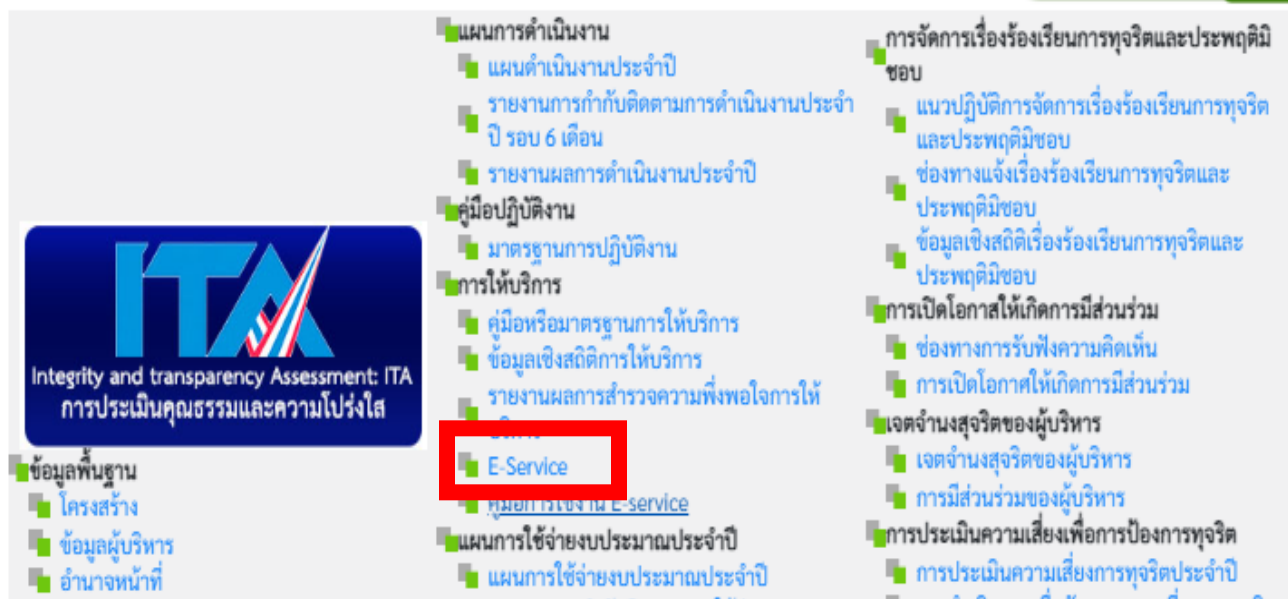 ITA
Integrity and transparency Assessment: ITA
การประเมินคุณธรรมและความโปร่งใส
ข้อมูลพื้นฐาน
โครงสร้าง
ข้อมูลผู้บริหาร
อำนาจหน้าที่
แผนการดำเนินงาน
แผนดำเนินงานประจำปี
รายงานการกำกับติดตามการดำเนินงานประจำ
ปี รอบ 6 เดือน
รายงานผลการดำเนินงานประจำปี
คู่มือปฏิบัติงาน
มาตรฐานการปฏิบัติงาน
การให้บริการ
คู่มือหรือมาตรฐานการให้บริการ
ข้อมูลเชิงสถิติการให้บริการ
รายงานผลการสำรวจความพึ่งพอใจการให้
E-Service
คู่มือการใช้งาน E-service
แผนการใช้จ่ายงบประมาณประจำปี
แผนการใช้จ่ายงบประมาณประจำปี
การจัดการเรื่องร้องเรียนการทุจริตและประพฤติมิ
ชอบ
แนวปฏิบัติการจัดการเรื่องร้องเรียนการทุจริต
และประพฤติมิชอบ
ช่องทางแจ้งเรื่องร้องเรียนการทุจริตและ
ประพฤติมิชอบ
ข้อมูลเชิงสถิติเรื่องร้องเรียนการทุจริตและ
ประพฤติมิชอบ
การเปิดโอกาสให้เกิดการมีส่วนร่วม
ช่องทางการรับฟังความคิดเห็น
การเปิดโอกาศให้เกิดการมีส่วนร่วม
เจตจำนงสุจริตของผู้บริหาร
เจตจำนงสุจริตของผู้บริหาร
การมีส่วนร่วมของผู้บริหาร
การประเมินความเสี่ยงเพื่อการป้องการทุจริต
การประเมินความเสี่ยงการทุจริตประจำปี